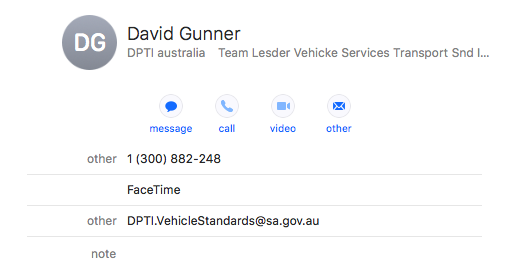 DG
David Gunner
DPTI australia Team Lesder Vehicke Services Transport Snd I...
message call video other
other 1 (300) 882-248
FaceTime
other DPTI.VehicleStandards@sa.gov.au
note